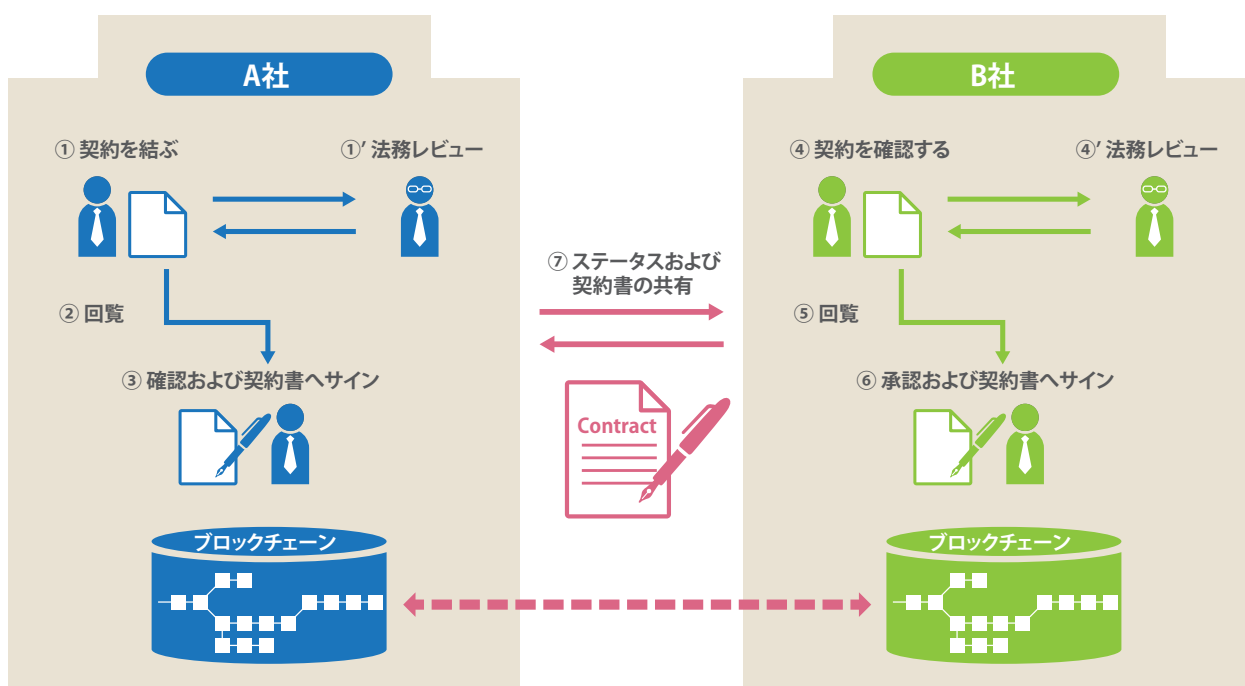 A社
① 契約を結ぶ
①′ 法務レビュー
② 回覧
③ 確認および契約書へサイン
ブロックチェーン
⑦ ステータスおよび
契約書の共有
Contract
B社
④ 契約を確認する
④′ 法務レビュー
⑤ 回覧
⑥ 承認および契約書へサイン
ブロックチェーン